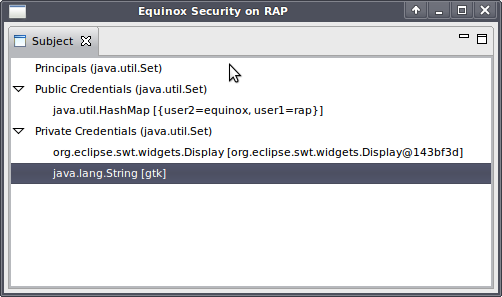 Equinox Security on RAP
Subject
Principals (java.util.Set)
Public Credentials (java.util.Set)
java.util.HashMap [{user2=equinox, user1=rap}]
Private Credentials (java.util.Set)
org.eclipse.swt.widgets.Display [org.eclipse.swt.widgets.Display@143bf3d]
java.lang.String [gtk]